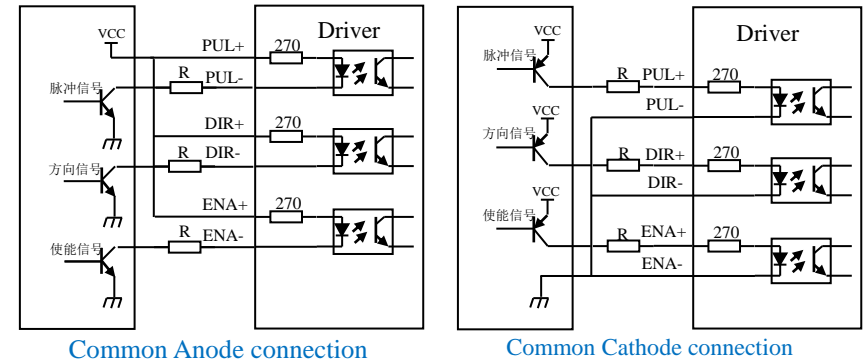 VCC
PUL+
270
Driver
脉冲信号
R
PUL-
DIR+
270
方向信号
R
DIR-
ENA+
270
使能信号
R
ENA-
Common Anode connection
VCC
Driver
脉冲信号
R
PUL+
270
PUL-
VCC
方向信号
R
DIR+
270
DIR-
VCC
使能信号
R
ENA+
270
ENA-
Common Cathode connection